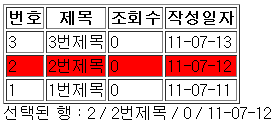 번호 제목 조회수 작성일자
3 3번제목 0 11-07-13
2 2번제목 0 11-07-12
1 1번제목 0 11-07-11
선택된 행 : 2 / 2번제목 / 0 / 11-07-12